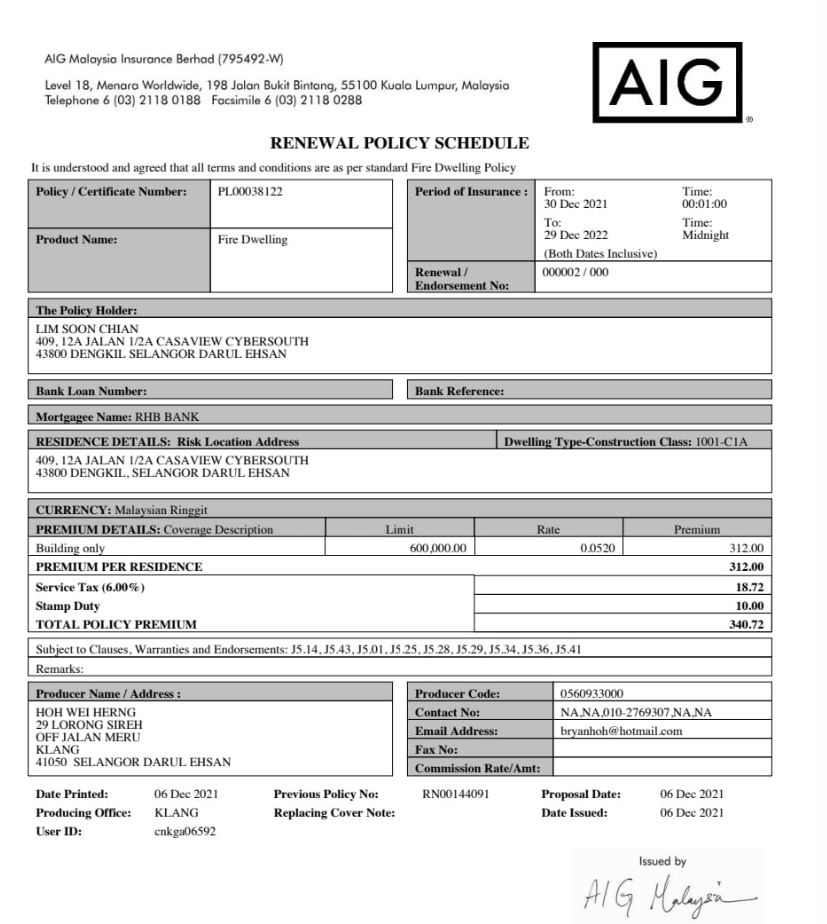 AIG Malaysia Insurance Berhad (795492-W)
Level 18, Menara Worldwide, 198 Jalan Bukit Bintang, 55100 Kuala Lumpur, Malaysia
Telephone 6 (03) 2118 0188 Facsimile 6 (03) 2118 0288
AIG
®
RENEWAL POLICY SCHEDULE
It is understood and agreed that all terms and conditions are as per standard Fire Dwelling Policy
Policy / Certificate Number: PL00038122
Product Name: Fire Dwelling
Period of Insurance : From: Time:
30 Dec 2021 00:01:00
To: Time:
29 Dec 2022 Midnight
(Both Dates Inclusive)
Renewal / 000002 / 000
Endorsement No:
The Policy Holder:
LIM SOON CHIAN
409, 12A JALAN 1/2A CASAVIEW CYBERSOUTH
43800 DENGKIL SELANGOR DARUL EHSAN
Bank Loan Number: Bank Reference:
Mortgagee Name: RHB BANK
RESIDENCE DETAILS: Risk Location Address Dwelling Type-Construction Class: 1001-C1A
409, 12A JALAN 1/2A CASAVIEW CYBERSOUTH
43800 DENGKIL, SELANGOR DARUL EHSAN
CURRENCY: Malaysian Ringgit
PREMIUM DETAILS: Coverage Description Limit Rate Premium
Building only 600,000.00 0.0520 312.00
PREMIUM PER RESIDENCE 312.00
Service Tax (6.00%) 18.72
Stamp Duty 10.00
TOTAL POLICY PREMIUM 340.72
Subject to Clauses, Warranties and Endorsements: J5.14, J5.43, J5.01, J5.25, J5.28, J5.29, J5.34, J5.36, J5.41
Remarks:
Producer Name / Address :
HOH WEI HERNG
29 LORONG SIREH
OFF JALAN MERU
KLANG
41050 SELANGOR DARUL EHSAN
Producer Code: 0560933000
Contact No: NA,NA,010-2769307,NA,NA
Email Address: bryanhoh@hotmail.com
Fax No:
Commission Rate/Amt:
Date Printed: 06 Dec 2021 Previous Policy No: RN00144091 Proposal Date: 06 Dec 2021
Producing Office: KLANG Replacing Cover Note: Date Issued: 06 Dec 2021
User ID: cnkga06592
Issued by
AIG Malaysia